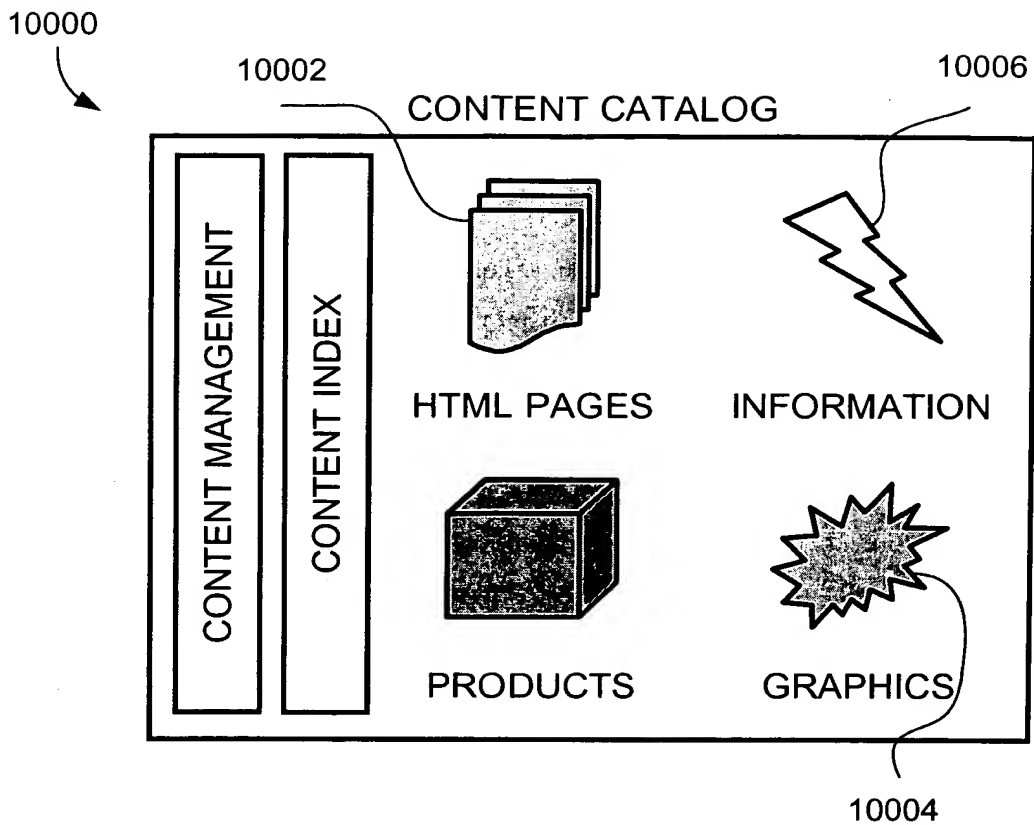 10000
10002
10006
CONTENT CATALOG
CONTENT MANAGEMENT
CONTENT INDEX
HTML PAGES
INFORMATION
PRODUCTS
GRAPHICS
10004